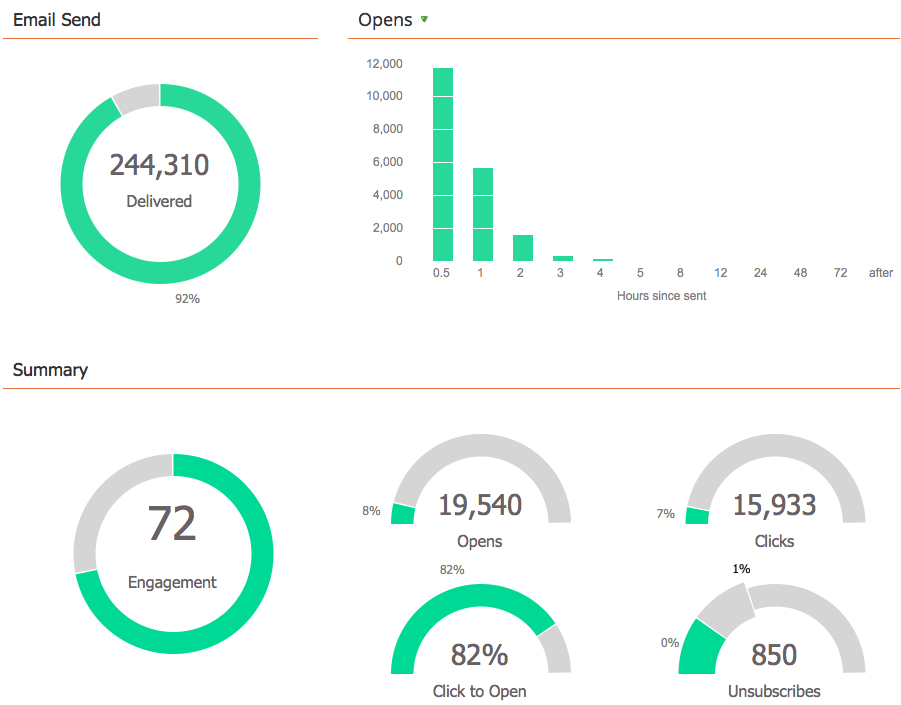 Email Send
Opens
244,310
Delivered
92%
12,000
10,000
8,000
6,000
4,000
2,000
0
0.5 1 2 3 4 5 8 12 24 48 72 after
Hours since sent
Summary
72
Engagement
8%
19,540
Opens
7%
15,933
Clicks
82%
82%
Click to Open
1%
0%
850
Unsubscribes